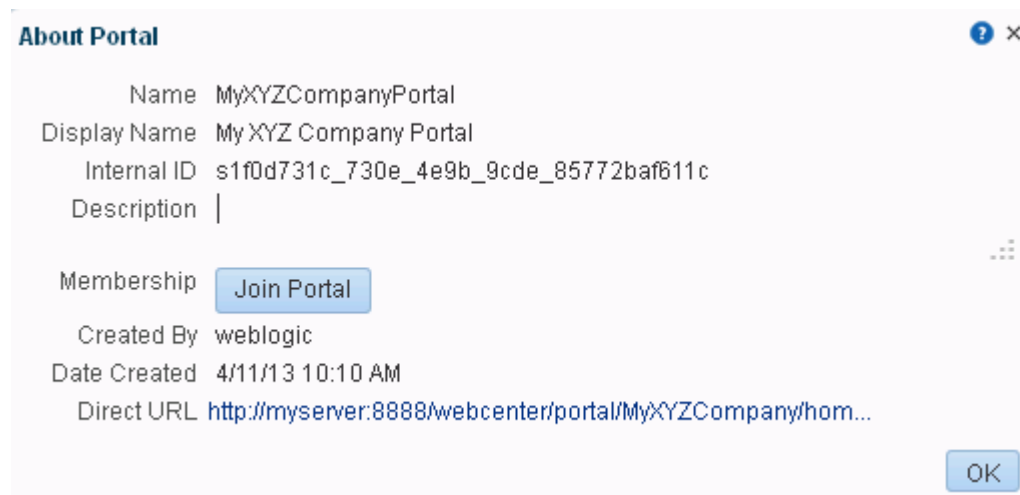 About Portal
Name MyXYZCompanyPortal
Display Name My XYZ Company Portal
Internal ID s1f0d731c_730e_4e9b_9cde_85772baf611c
Description
Membership Join Portal
Created By weblogic
Date Created 4/11/13 10:10 AM
Direct URL http://myserver:8888/webcenter/portal/MyXYZCompany/hom...
OK